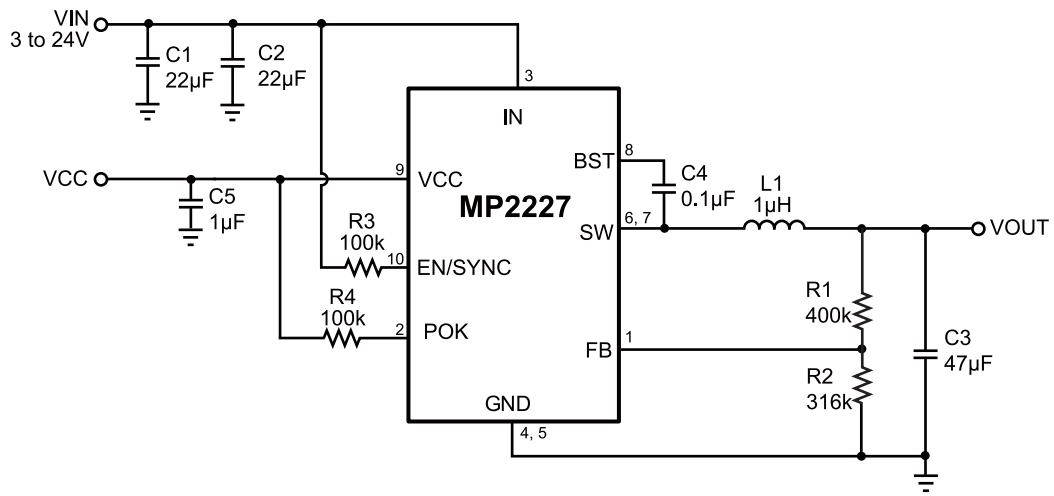 VIN
3 to 24V
C1
22µF
C2
22µF
3
IN
VCC
C5
1µF
9
VCC
MP2227
BST
8
C4
0.1µF
L1
1µH
6, 7
SW
VOUT
R3
100k
10
EN/SYNC
R4
100k
2
POK
R1
400k
FB
1
C3
47µF
R2
316k
GND
4, 5